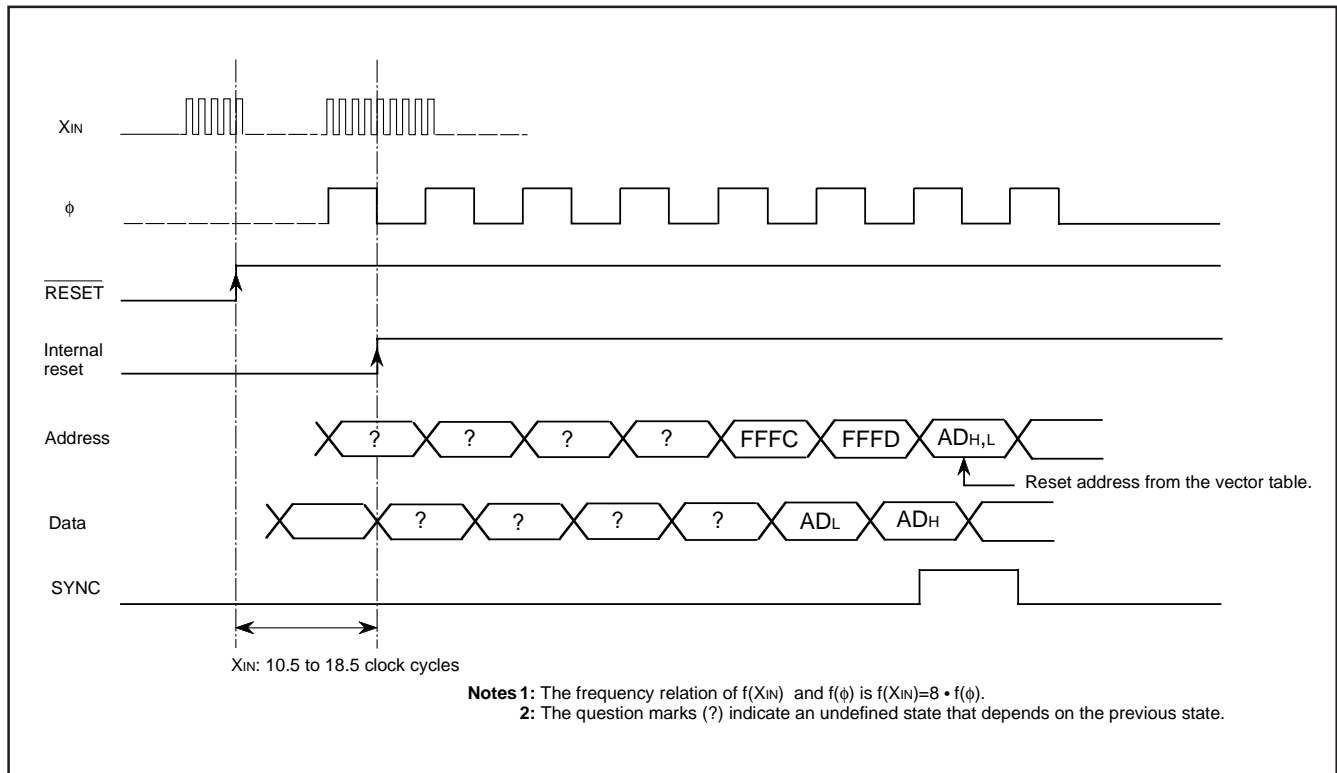 XIN
ϕ
RESET
Internal
reset
Address
? ? ? ? FFFC FFFD ADH,L
Reset address from the vector table.
Data
? ? ? ? ADL ADH
SYNC
XIN: 10.5 to 18.5 clock cycles
Notes 1: The frequency relation of f(XIN) and f(ϕ) is f(XIN)=8 • f(ϕ).
2: The question marks (?) indicate an undefined state that depends on the previous state.